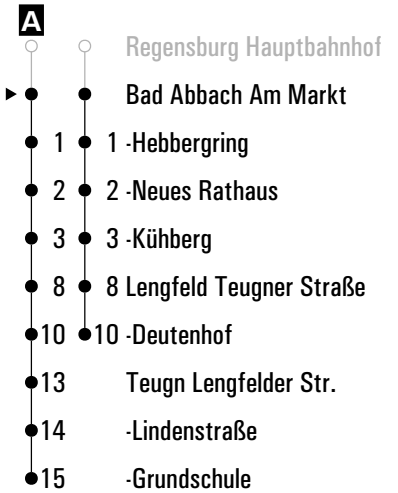 A
Regensburg Hauptbahnhof
Bad Abbach Am Markt
1 1 -Hebbergring
2 2 -Neues Rathaus
3 3 -Kühberg
8 8 Lengfeld Teugner Straße
10 10 -Deutenhof
13 Teugn Lengfelder Str.
14 -Lindenstraße
15 -Grundschule